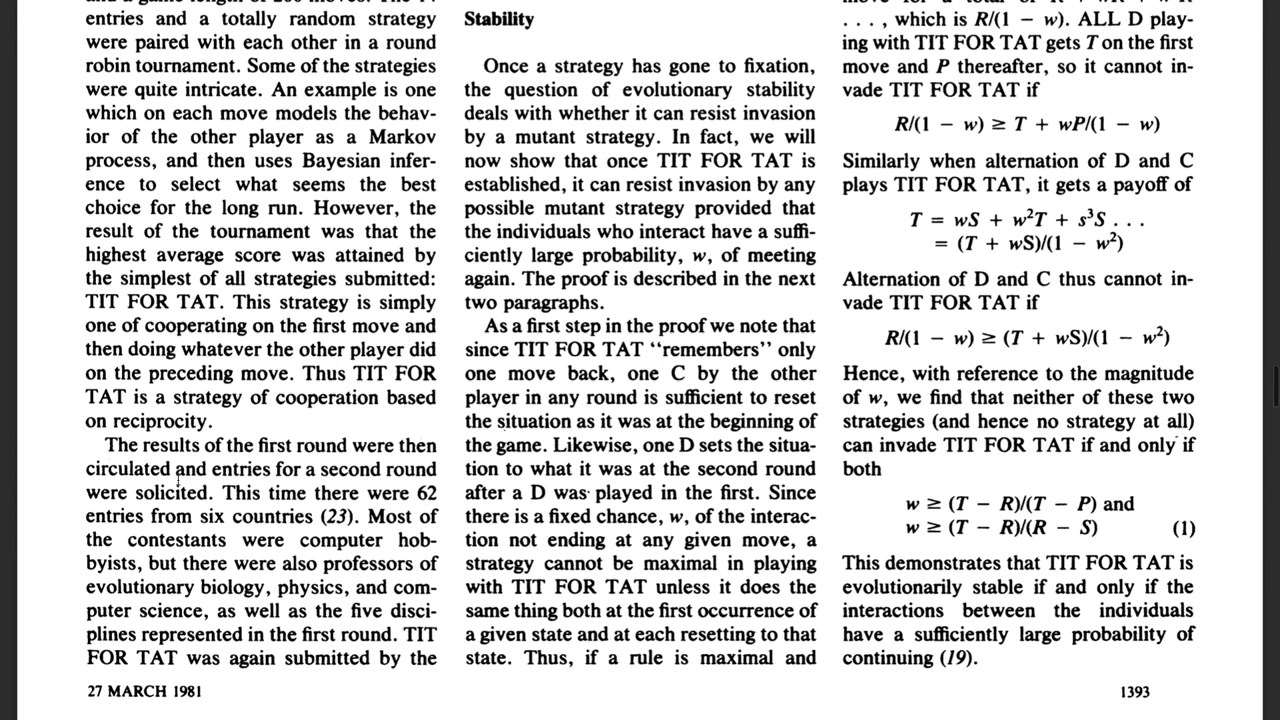 entries and a totally random strategy
were paired with each other in a round
robin tournament. Some of the strategies
were quite intricate. An example is one
which on each move models the behav-
ior of the other player as a Markov
process, and then uses Bayesian infer-
ence to select what seems the best
choice for the long run. However, the
result of the tournament was that the
highest average score was attained by
the simplest of all strategies submitted:
TIT FOR TAT. This strategy is simply
one of cooperating on the first move and
then doing whatever the other player did
on the preceding move. Thus TIT FOR
TAT is a strategy of cooperation based
on reciprocity.
The results of the first round were then
circulated and entries for a second round
were solicited. This time there were 62
entries from six countries (23). Most of
the contestants were computer hob-
byists, but there were also professors of
evolutionary biology, physics, and com-
puter science, as well as the five disci-
plines represented in the first round. TIT
FOR TAT was again submitted by the
Stability
Once a strategy has gone to fixation,
the question of evolutionary stability
deals with whether it can resist invasion
by a mutant strategy. In fact, we will
now show that once TIT FOR TAT is
established, it can resist invasion by any
possible mutant strategy provided that
the individuals who interact have a suffi-
ciently large probability, w, of meeting
again. The proof is described in the next
two paragraphs.
As a first step in the proof we note that
since TIT FOR TAT “remembers” only
one move back, one C by the other
player in any round is sufficient to reset
the situation as it was at the beginning of
the game. Likewise, one D sets the situa-
tion to what it was at the second round
after a D was played in the first. Since
there is a fixed chance, w, of the interac-
tion not ending at any given move, a
strategy cannot be maximal in playing
with TIT FOR TAT unless it does the
same thing both at the first occurrence of
a given state and at each resetting to that
state. Thus, if a rule is maximal and
. . . , which is R/(1 − w). ALL D play-
ing with TIT FOR TAT gets T on the first
move and P thereafter, so it cannot in-
vade TIT FOR TAT if
R/(1 − w) ≥ T + wP/(1 − w)
Similarly when alternation of D and C
plays TIT FOR TAT, it gets a payoff of
T = wS + w²T + s³S . . .
= (T + wS)/(1 − w²)
Alternation of D and C thus cannot in-
vade TIT FOR TAT if
R/(1 − w) ≥ (T + wS)/(1 − w²)
Hence, with reference to the magnitude
of w, we find that neither of these two
strategies (and hence no strategy at all)
can invade TIT FOR TAT if and only if
both
w ≥ (T − R)/(T − P) and
w ≥ (T − R)/(R − S) (1)
This demonstrates that TIT FOR TAT is
evolutionarily stable if and only if the
interactions between the individuals
have a sufficiently large probability of
continuing (19).
27 MARCH 1981
1393